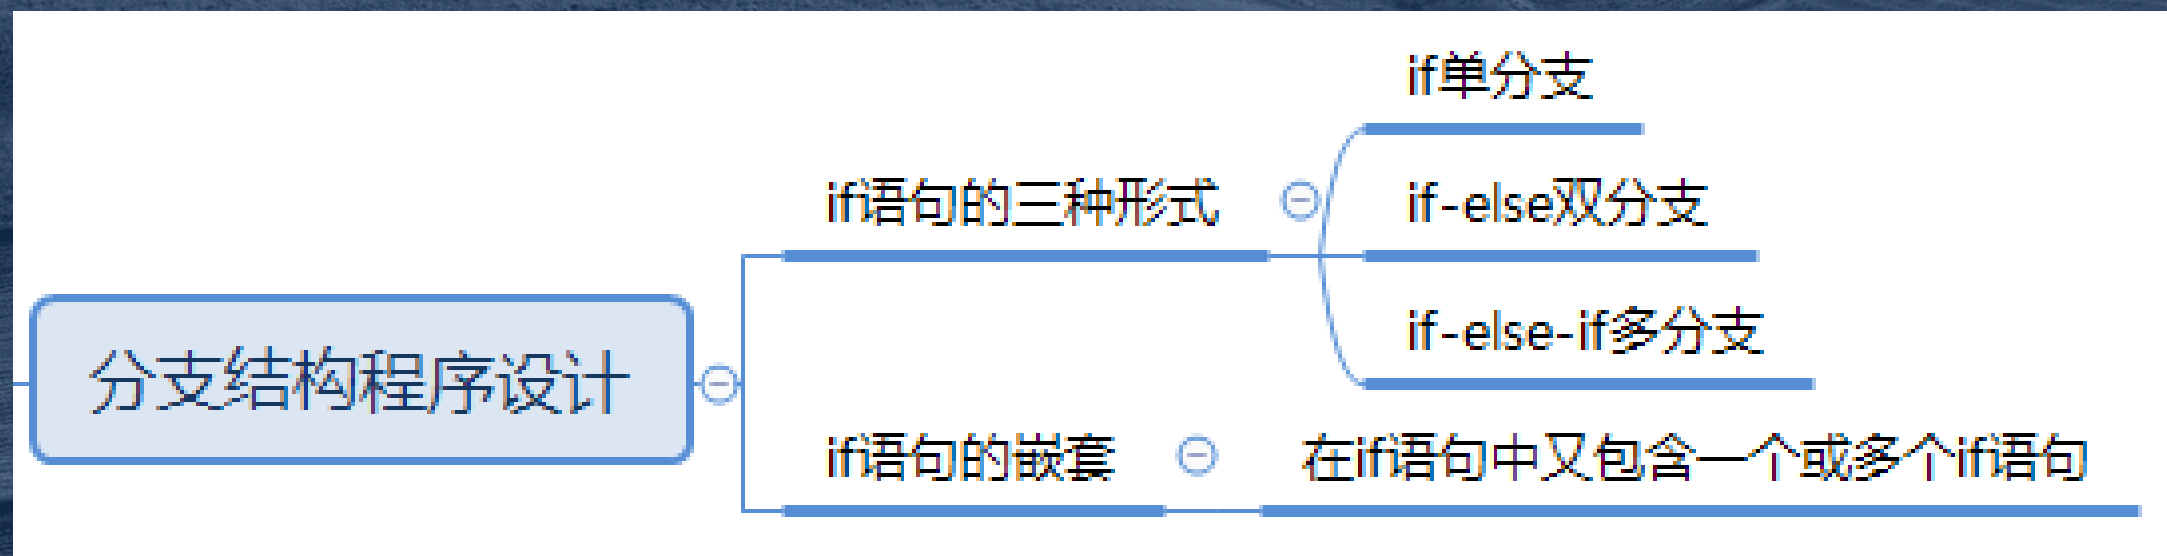 if单分支
if语句的三种形式
if-else双分支
if-else-if多分支
分支结构程序设计
if语句的嵌套
在if语句中又包含一个或多个if语句